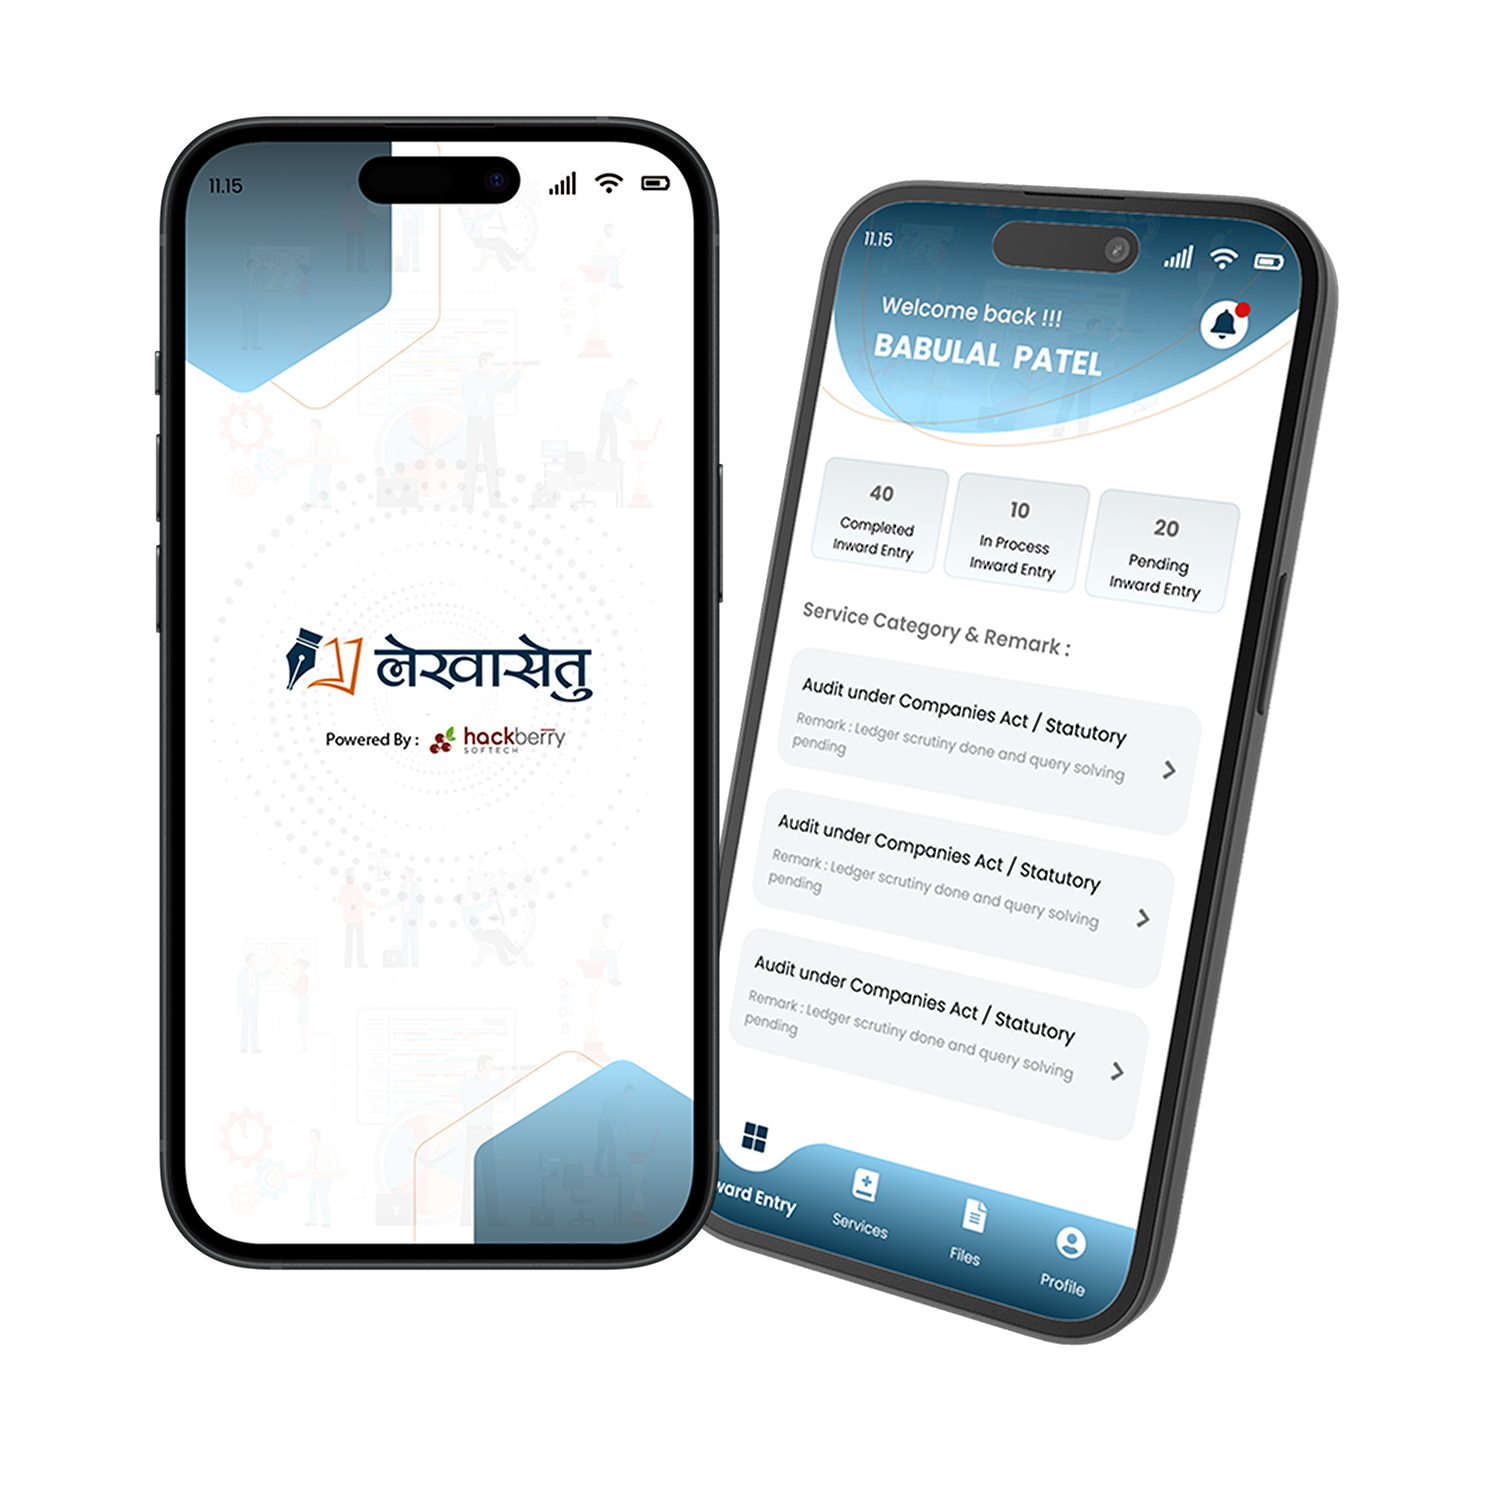 11.15
लेखासेतु
Powered By :
hackberry
SOFTECH
11.15
Welcome back !!!
BABULAL PATEL
40
Completed
Inward Entry
10
In Process
Inward Entry
20
Pending
Inward Entry
Service Category & Remark :
Audit under Companies Act / Statutory
Remark : Ledger scrutiny done and query solving
pending
Audit under Companies Act / Statutory
Remark : Ledger scrutiny done and query solving
pending
Audit under Companies Act / Statutory
Remark : Ledger scrutiny done and query solving
pending
ward Entry
Services
Files
Profile